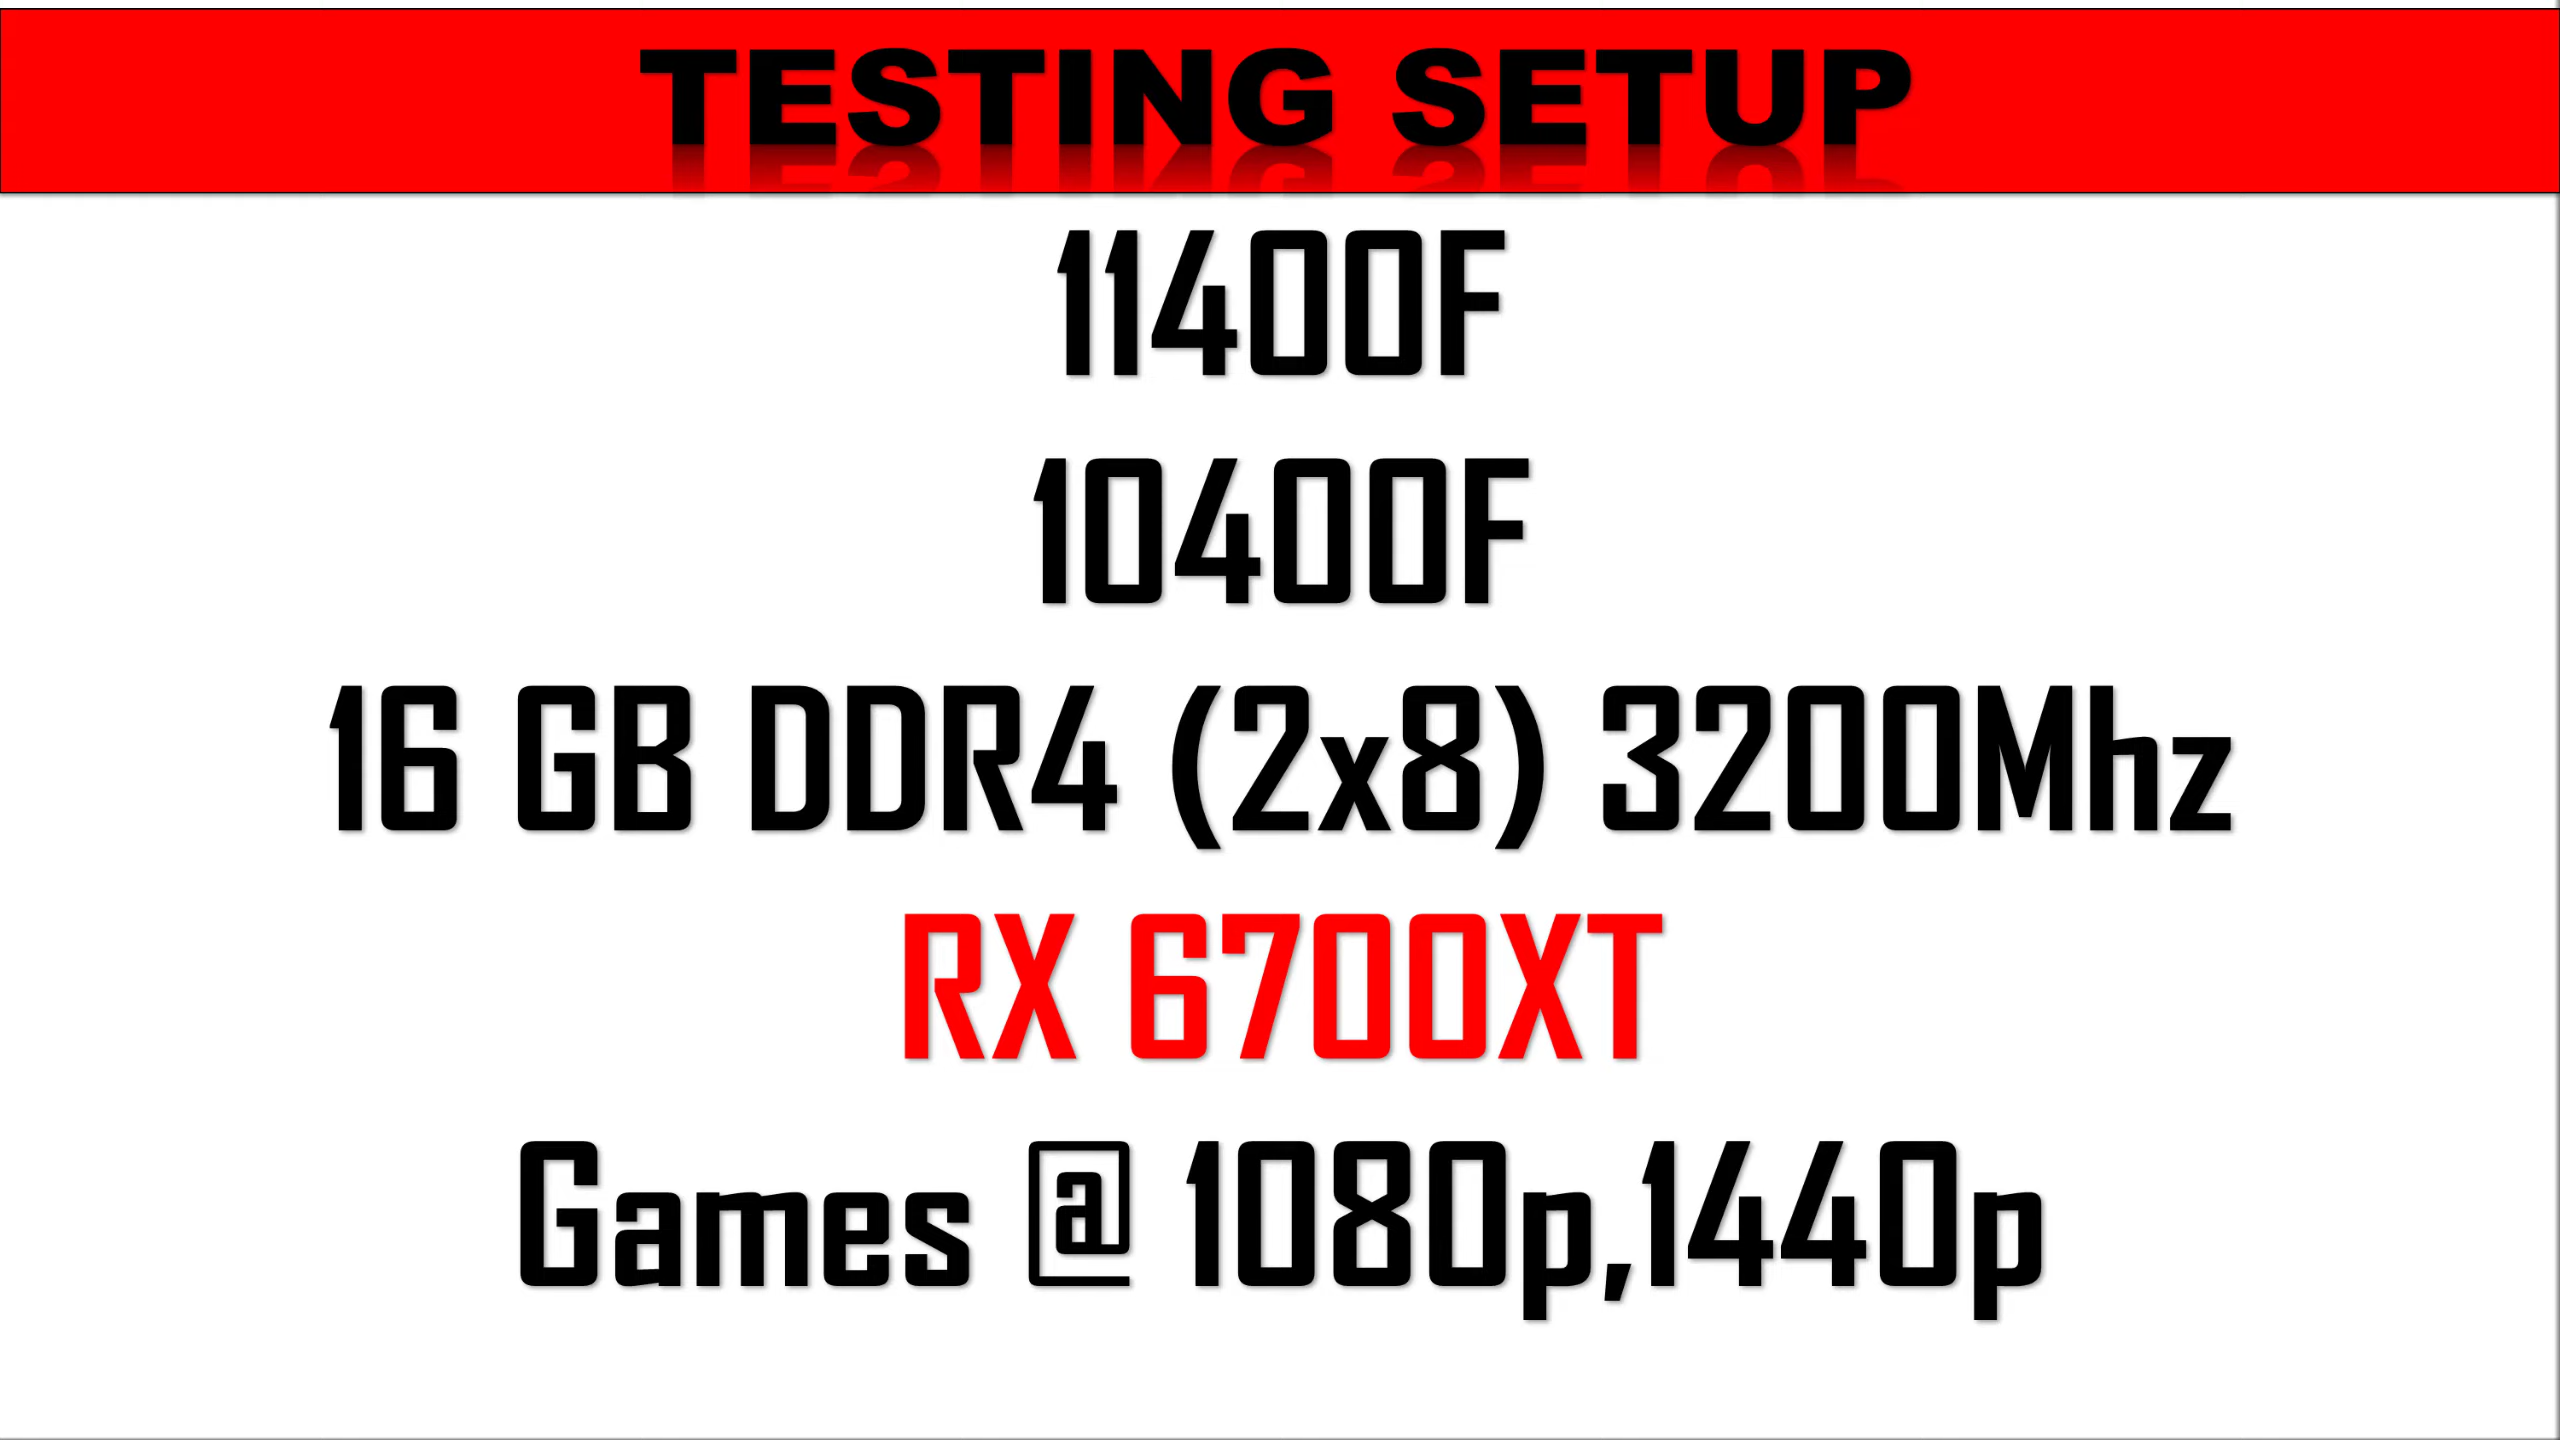 TESTING SETUP
11400F
10400F
16 GB DDR4 (2x8) 3200Mhz
RX 6700XT
Games @ 1080p,1440p